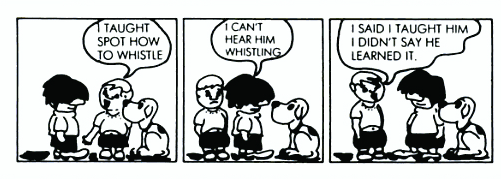 I TAUGHT
SPOT HOW
TO WHISTLE
I CAN'T
HEAR HIM
WHISTLING
I SAID I TAUGHT HIM
I DIDN'T SAY HE
LEARNED IT.